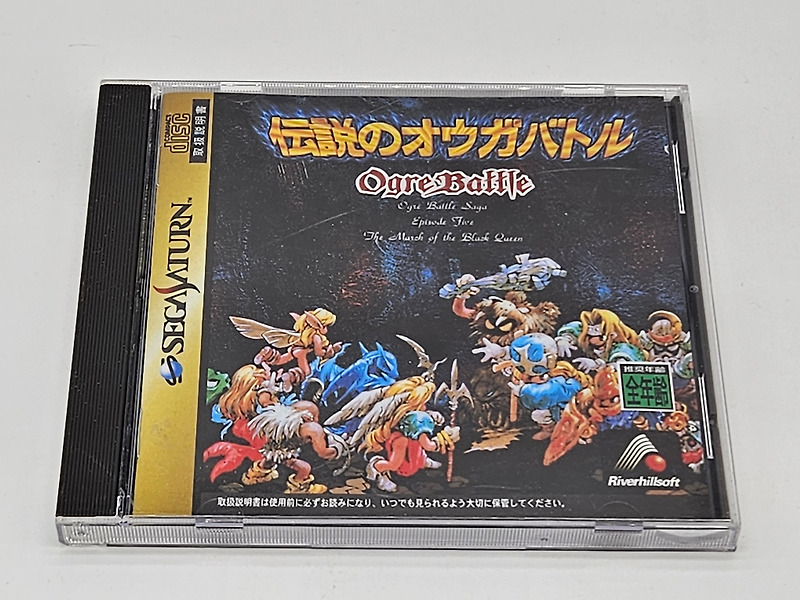 COMPACT
disc
取扱説明書
SEGA SATURN™
伝説のオウガバトル
Ogre Battle
Ogre Battle Saga
Episode Five
The March of the Black Queen
推奨年齢
全年齢
Riverhillsoft
取扱説明書は使用前に必ずお読みになり、いつでも見られるよう大切に保管してください。